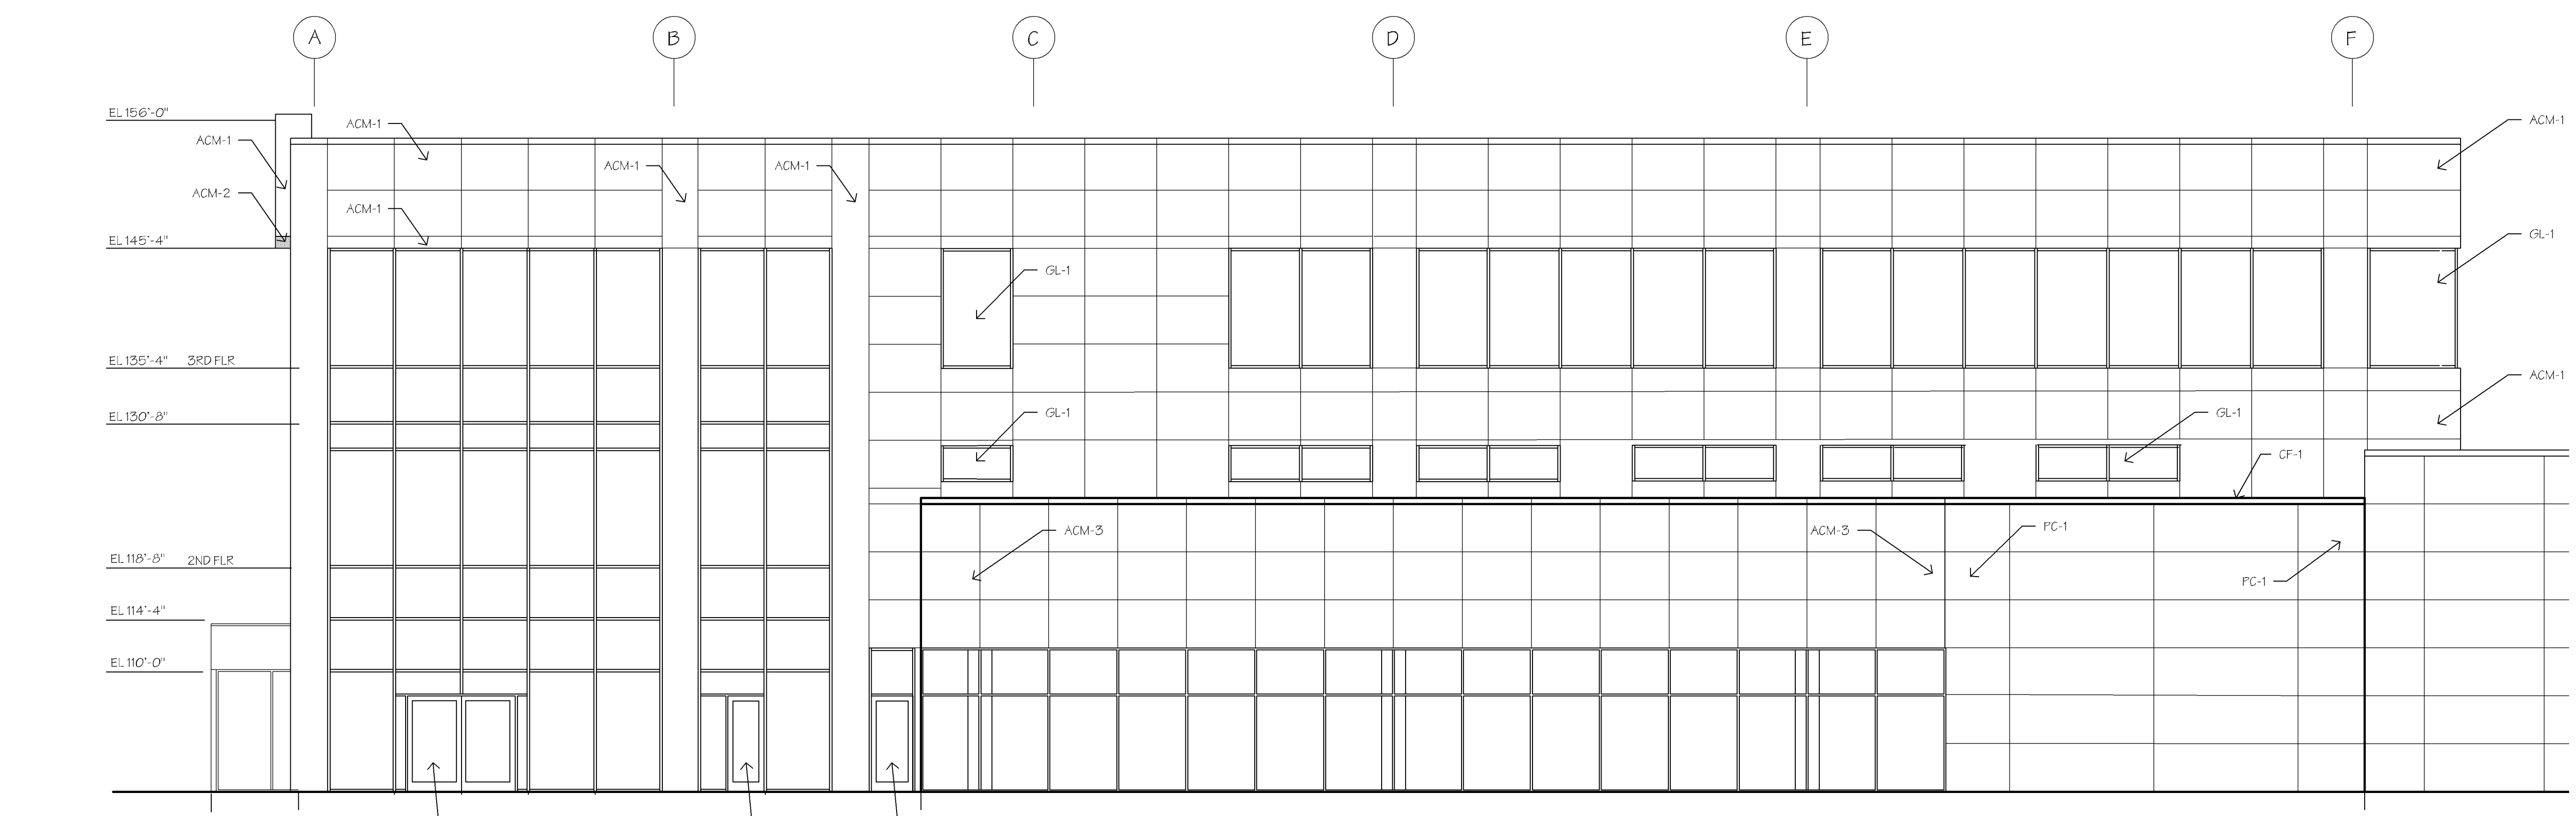 A B C D E F
EL 156'-0"
ACM-1
ACM-1
ACM-1
ACM-1
ACM-1
ACM-1
ACM-2
ACM-1
EL 145'-4"
GL-1
GL-1
EL 135'-4" 3RD FLR
ACM-1
EL 130'-8"
GL-1
GL-1
CF-1
ACM-3
ACM-3
PC-1
EL 118'-8" 2ND FLR
PC-1
EL 114'-4"
EL 110'-0"